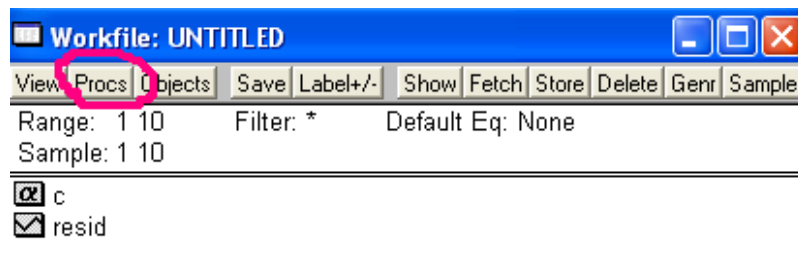 Workfile: UNTITLED
View Procs Objects Save Label+/- Show Fetch Store Delete Genr Sample
Range: 1 10 Filter: * Default Eq: None
Sample: 1 10
α c
resid